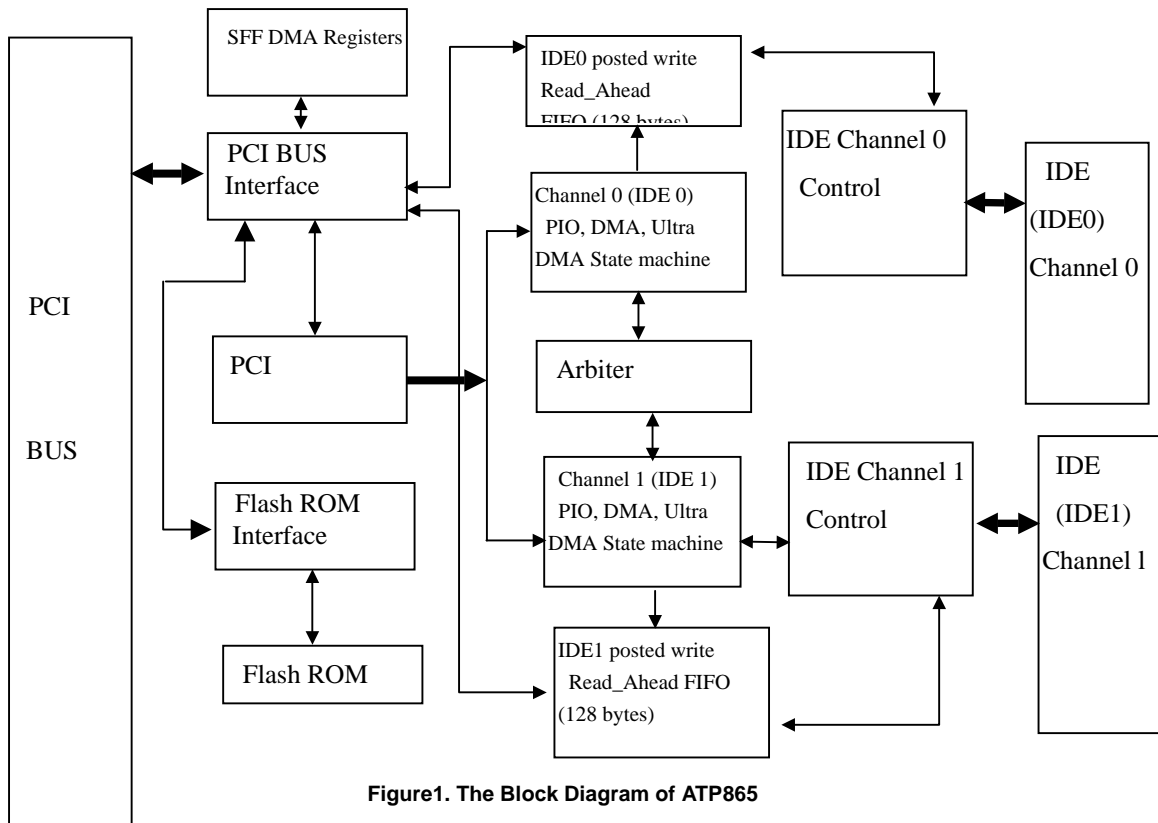 SFF DMA Registers
IDE0 posted write
Read_Ahead
FIFO (128 bytes)
PCI BUS
Interface
IDE Channel 0
Control
IDE
(IDE0)
Channel 0
Channel 0 (IDE 0)
PIO, DMA, Ultra
DMA State machine
PCI
BUS
PCI
Arbiter
Flash ROM
Interface
Channel 1 (IDE 1)
PIO, DMA, Ultra
DMA State machine
IDE Channel 1
Control
IDE
(IDE1)
Channel l
Flash ROM
IDE1 posted write
Read_Ahead FIFO
(128 bytes)
Figure1. The Block Diagram of ATP865